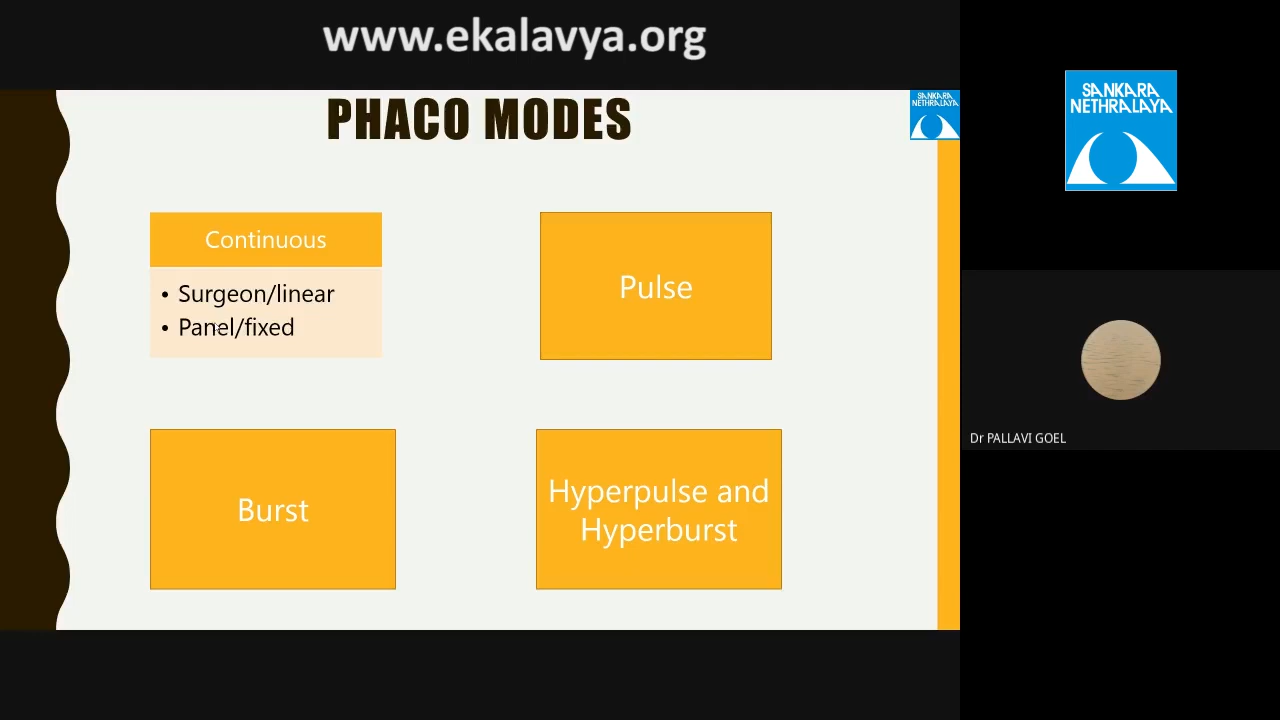 www.ekalavya.org
PHACO MODES
SANKARA
NETHRALAYA
Continuous
• Surgeon/linear
• Panel/fixed
Pulse
Burst
Hyperpulse and
Hyperburst
SANKARA
NETHRALAYA
Dr PALLAVI GOEL